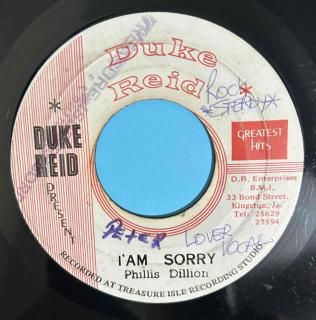 Duke
Reid
ROCK
STEADY
DUKE
REID
PRESENT
GREATEST
HITS
D.R. Enterprises
B.M.I.
33 Bond Street,
Kingston, Ja.
Tel: 25629
27594
PETER
LOVER
VOCAL
I'AM SORRY
Phillis Dillion
RECORDED AT TREASURE ISLE RECORDING STUDIO